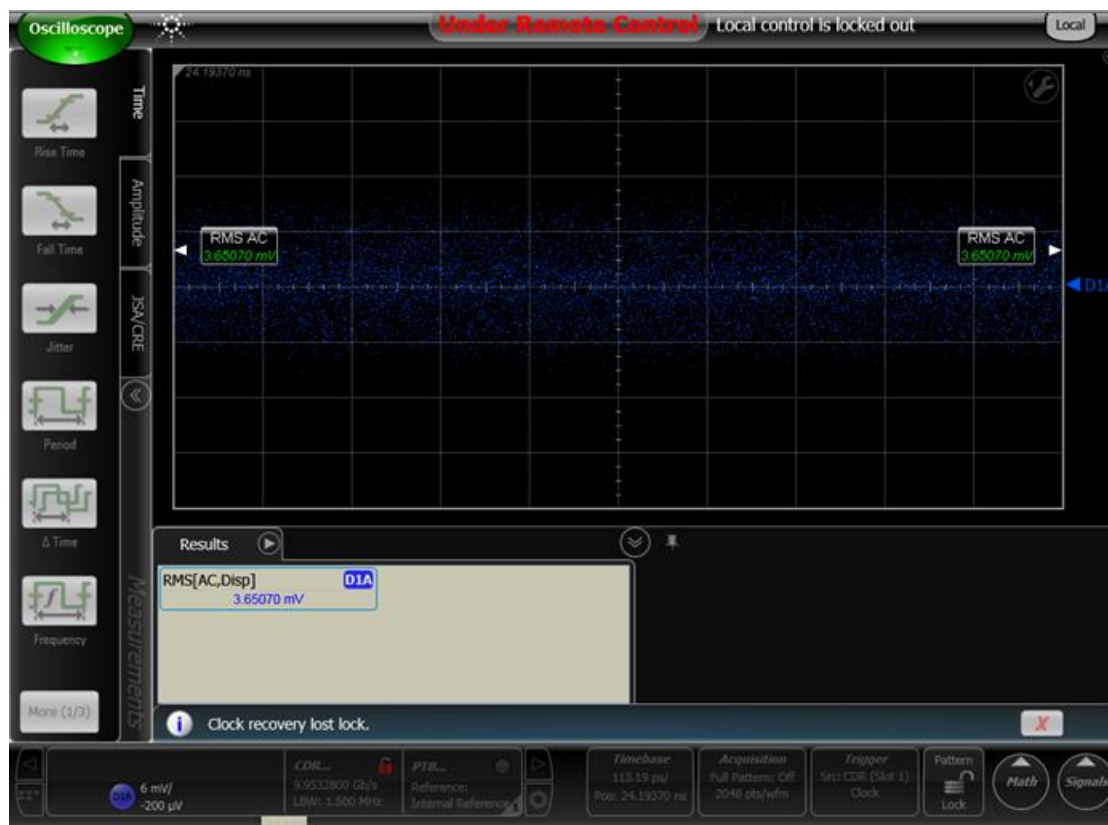 Oscilloscope
Under Remote Control
Local control is locked out
Local
24.19370 ns
Time
Rise Time
Amplitude
Fall Time
RMS AC
3.65070 mV
RMS AC
3.65070 mV
D1A
JSA/CRE
Jitter
Period
Δ Time
Results
RMS[AC,Disp]
D1A
3.65070 mV
Measurements
Frequency
More (1/3)
Clock recovery lost lock.
X
D1A
6 mV/
-200 µV
CDR...
9.9532800 Gb/s
LBW: 1.500 MHz
PTB...
Reference:
Internal Reference
Timebase
113.19 ps/
Pos: 24.19370 ns
Acquisition
Full Pattern: Off
2048 pts/wfm
Trigger
Src: CDR (Slot 1)
Clock
Pattern
Lock
Math
Signals